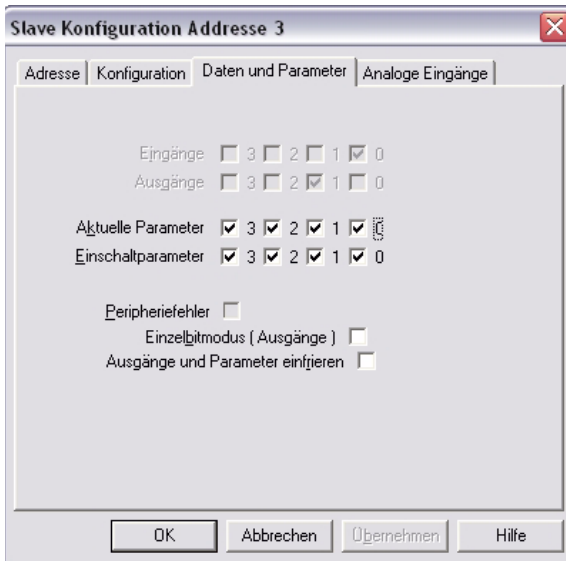 Slave Konfiguration Addresse 3
Adresse Konfiguration Daten und Parameter Analoge Eingänge
Eingänge 3 2 1 0
Ausgänge 3 2 1 0
Aktuelle Parameter 3 2 1 0
Einschaltparameter 3 2 1 0
Peripheriefehler
Einzelbitmodus ( Ausgänge )
Ausgänge und Parameter einfrieren
OK Abbrechen Übernehmen Hilfe